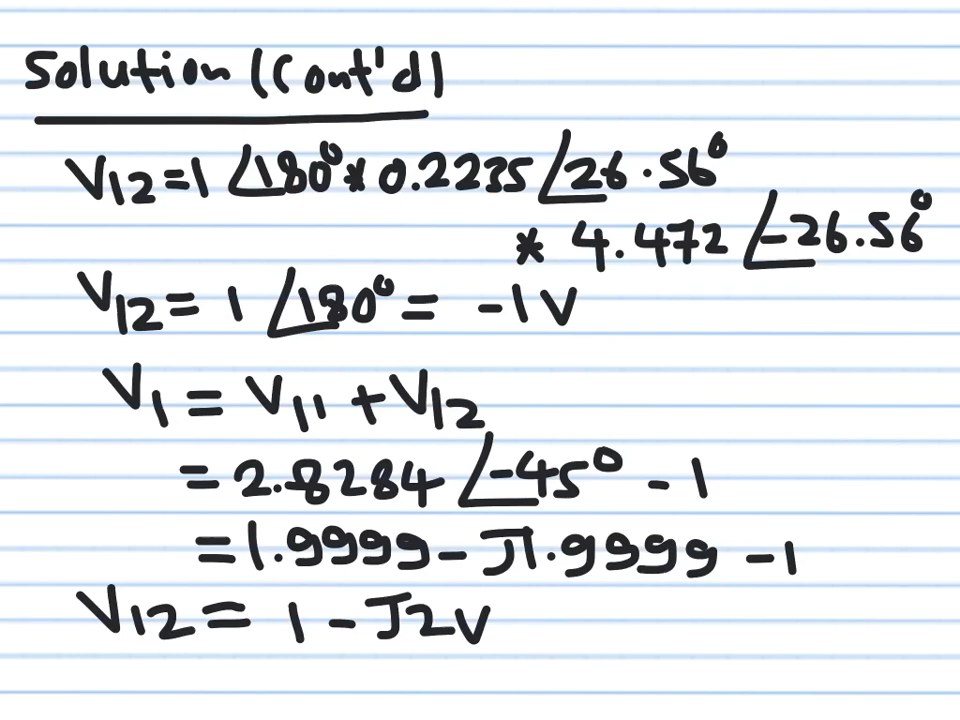 Solution (Cont'd)
V12 = 1 ∠180° * 0.2235 ∠26.56°
* 4.472 ∠-26.56°
V12 = 1 ∠180° = -1V
V1 = V11 + V12
= 2.8284 ∠-45° - 1
= 1.9999 - J1.9999 - 1
V12 = 1 - J2V